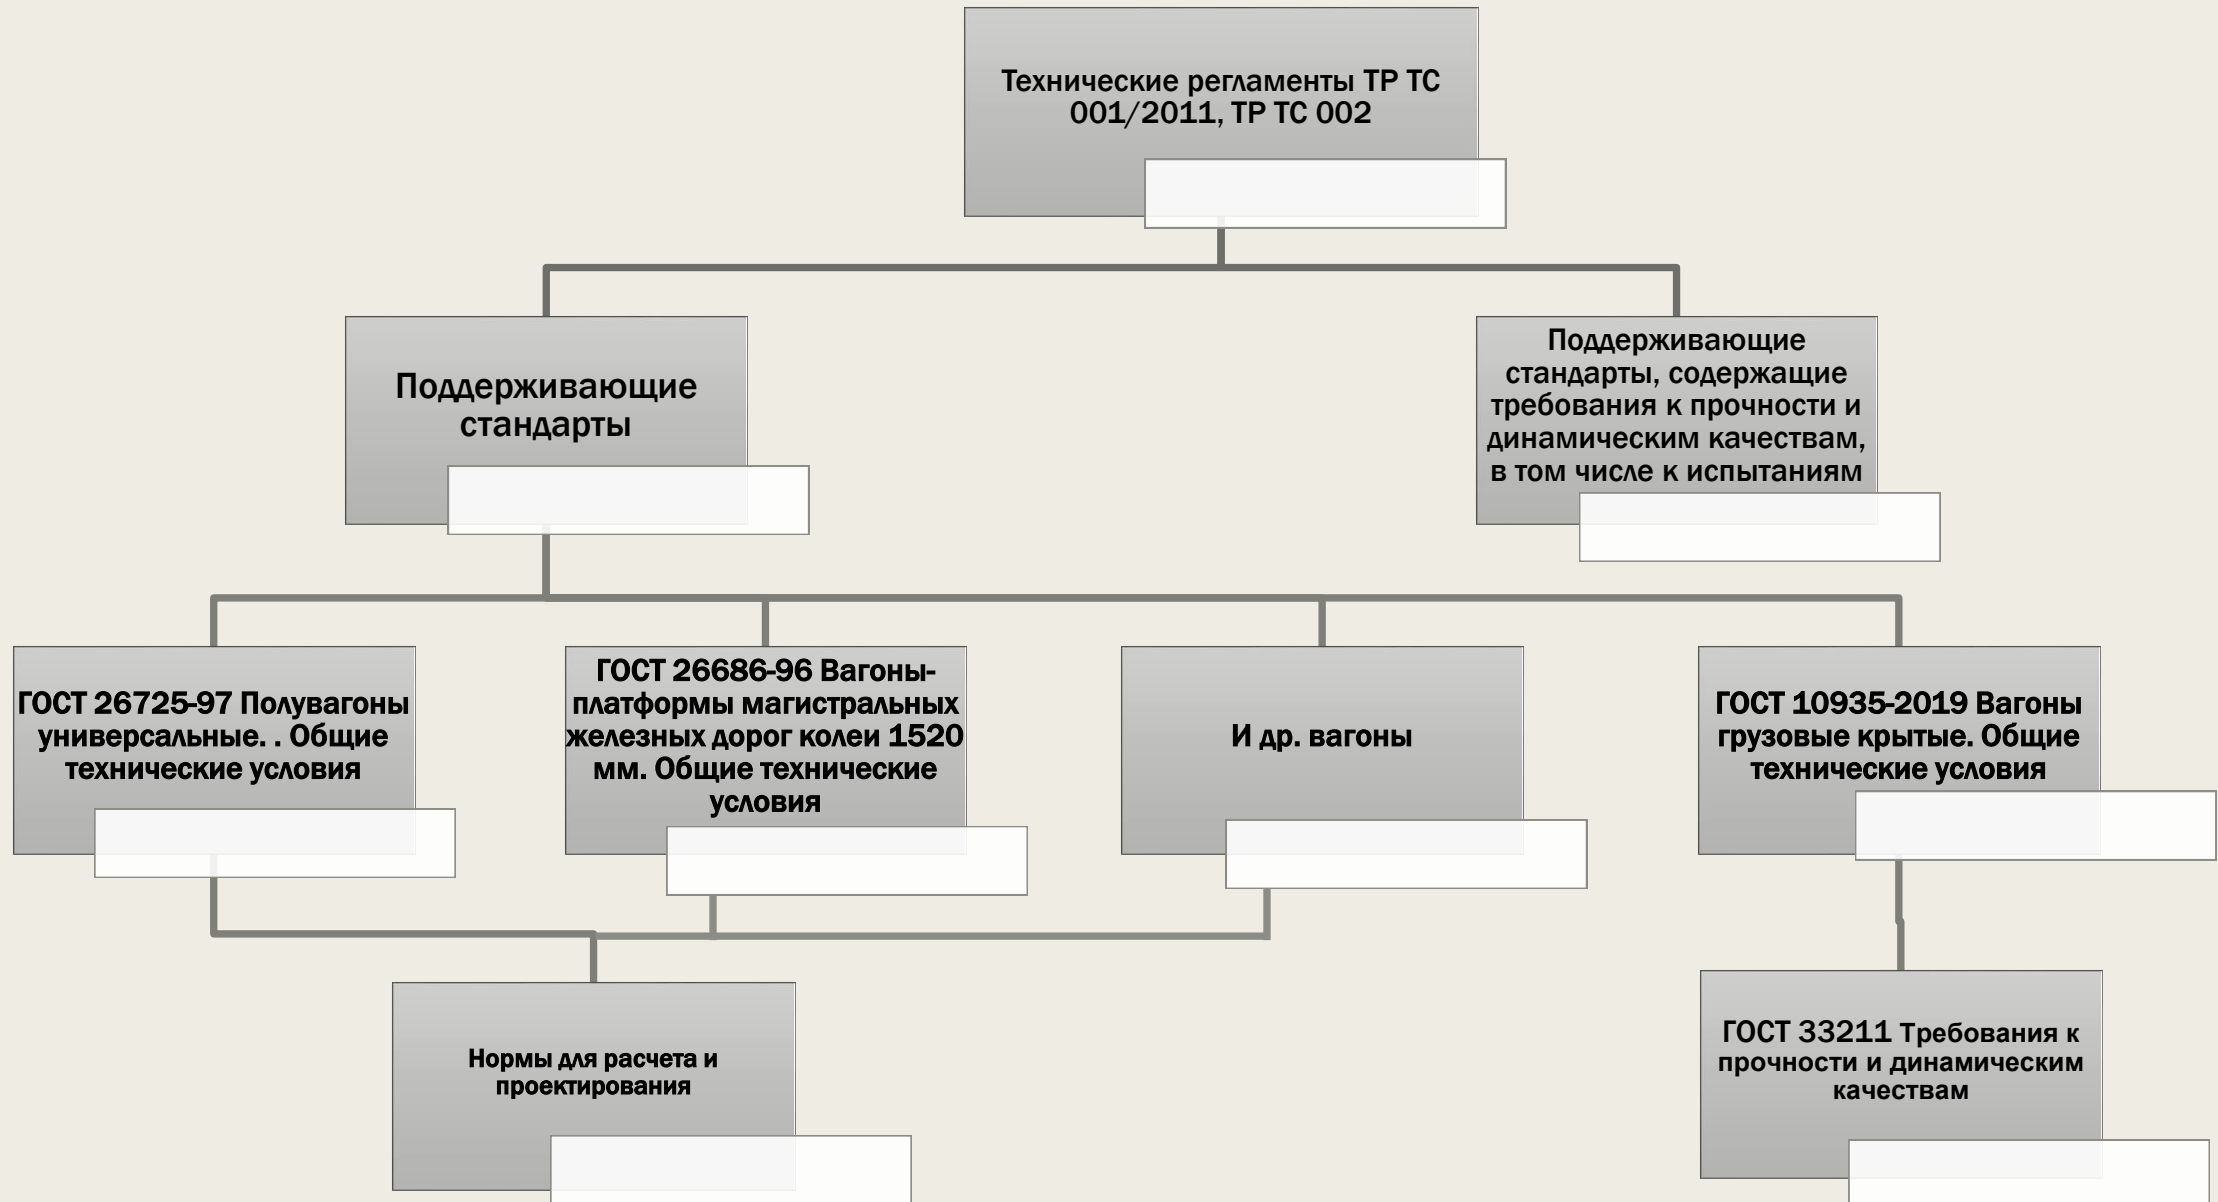 Технические регламенты ТР ТС
001/2011, ТР ТС 002
Поддерживающие
стандарты
Поддерживающие
стандарты, содержащие
требования к прочности и
динамическим качествам,
в том числе к испытаниям
ГОСТ 26725-97 Полувагоны
универсальные. . Общие
технические условия
ГОСТ 26686-96 Вагоны-
платформы магистральных
железных дорог колеи 1520
мм. Общие технические
условия
И др. вагоны
ГОСТ 10935-2019 Вагоны
грузовые крытые. Общие
технические условия
Нормы для расчета и
проектирования
ГОСТ 33211 Требования к
прочности и динамическим
качествам